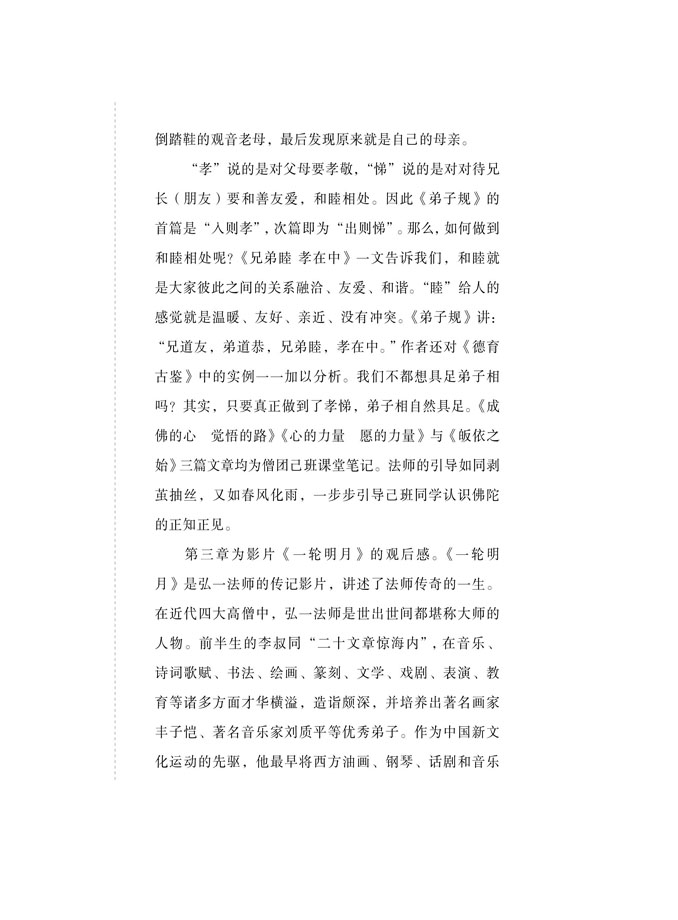 倒踏鞋的观音老母，最后发现原来就是自己的母亲。
“孝”说的是对父母要孝敬，“悌”说的是对对待兄
长（朋友）要和善友爱，和睦相处。因此《弟子规》的
首篇是“入则孝”，次篇即为“出则悌”。那么，如何做到
和睦相处呢？《兄弟睦 孝在中》一文告诉我们，和睦就
是大家彼此之间的关系融洽、友爱、和谐。“睦”给人的
感觉就是温暖、友好、亲近、没有冲突。《弟子规》讲：
“兄道友，弟道恭，兄弟睦，孝在中。”作者还对《德育
古鉴》中的实例一一加以分析。我们不都想具足弟子相
吗？其实，只要真正做到了孝悌，弟子相自然具足。《成
佛的心　觉悟的路》《心的力量　愿的力量》与《皈依之
始》三篇文章均为僧团己班课堂笔记。法师的引导如同剥
茧抽丝，又如春风化雨，一步步引导己班同学认识佛陀
的正知正见。
第三章为影片《一轮明月》的观后感。《一轮明
月》是弘一法师的传记影片，讲述了法师传奇的一生。
在近代四大高僧中，弘一法师是世出世间都堪称大师的
人物。前半生的李叔同“二十文章惊海内”，在音乐、
诗词歌赋、书法、绘画、篆刻、文学、戏剧、表演、教
育等诸多方面才华横溢，造诣颇深，并培养出著名画家
丰子恺、著名音乐家刘质平等优秀弟子。作为中国新文
化运动的先驱，他最早将西方油画、钢琴、话剧和音乐